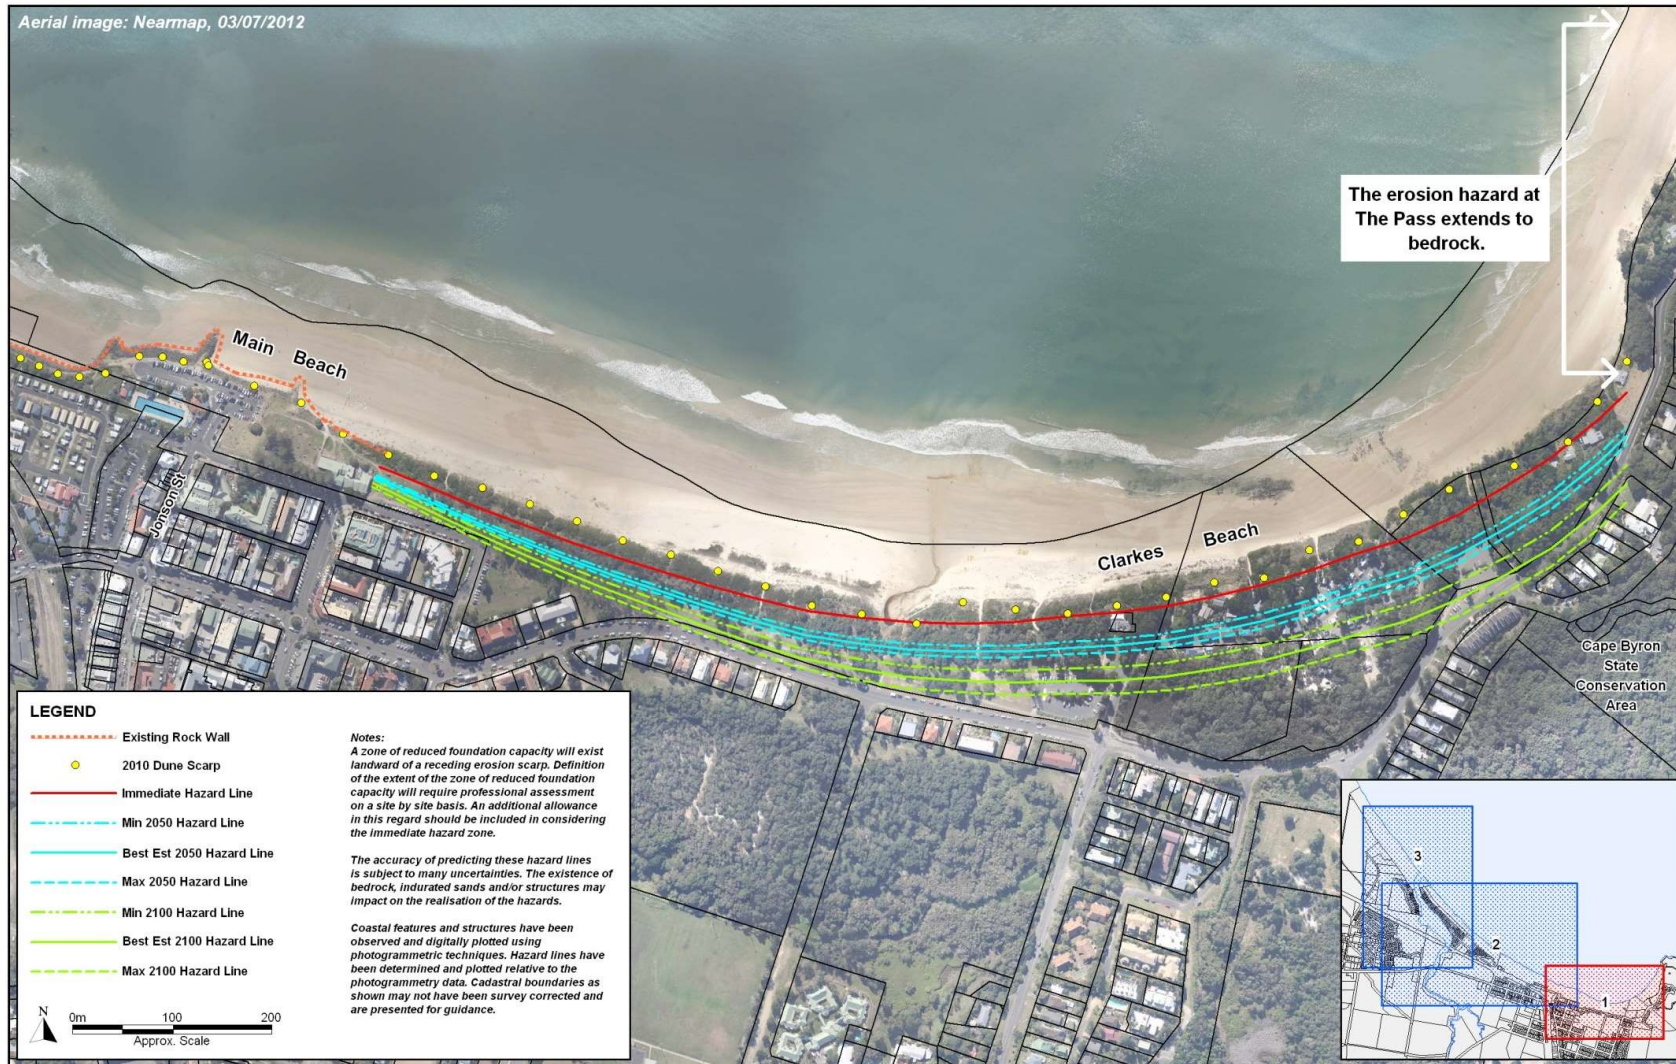 Aerial image: Nearmap, 03/07/2012
The erosion hazard at
The Pass extends to
bedrock.
Main Beach
Jonson St
Clarkes Beach
Cape Byron
State
Conservation
Area
LEGEND
Existing Rock Wall
2010 Dune Scarp
Immediate Hazard Line
Min 2050 Hazard Line
Best Est 2050 Hazard Line
Max 2050 Hazard Line
Min 2100 Hazard Line
Best Est 2100 Hazard Line
Max 2100 Hazard Line
N
0m 100 200
Approx. Scale
Notes:
A zone of reduced foundation capacity will exist
landward of a receding erosion scarp. Definition
of the extent of the zone of reduced foundation
capacity will require professional assessment
on a site by site basis. An additional allowance
in this regard should be included in considering
the immediate hazard zone.
The accuracy of predicting these hazard lines
is subject to many uncertainties. The existence of
bedrock, indurated sands and/or structures may
impact on the realisation of the hazards.
Coastal features and structures have been
observed and digitally plotted using
photogrammetric techniques. Hazard lines have
been determined and plotted relative to the
photogrammetry data. Cadastral boundaries as
shown may not have been survey corrected and
are presented for guidance.
3
2
1